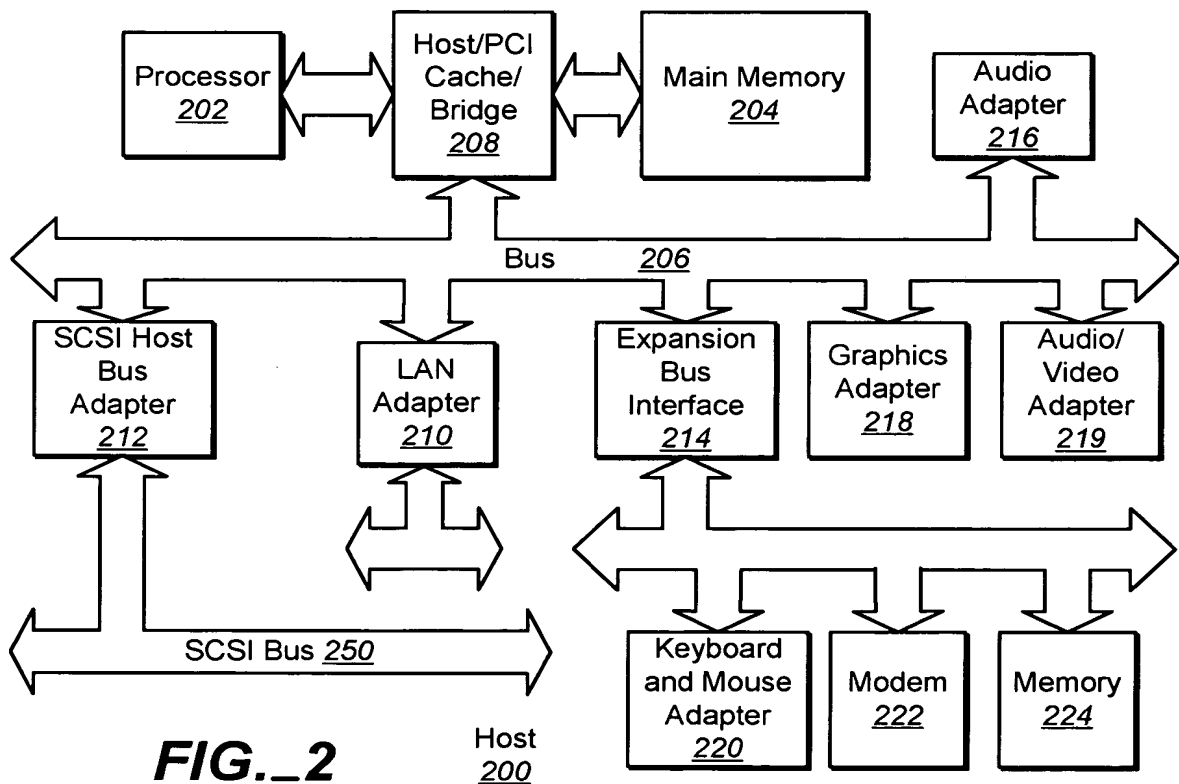 Processor
202
Host/PCI
Cache/
Bridge
208
Main Memory
204
Audio
Adapter
216
Bus 206
SCSI Host
Bus
Adapter
212
LAN
Adapter
210
Expansion
Bus
Interface
214
Graphics
Adapter
218
Audio/
Video
Adapter
219
SCSI Bus 250
Keyboard
and Mouse
Adapter
220
Modem
222
Memory
224
FIG._2
Host
200